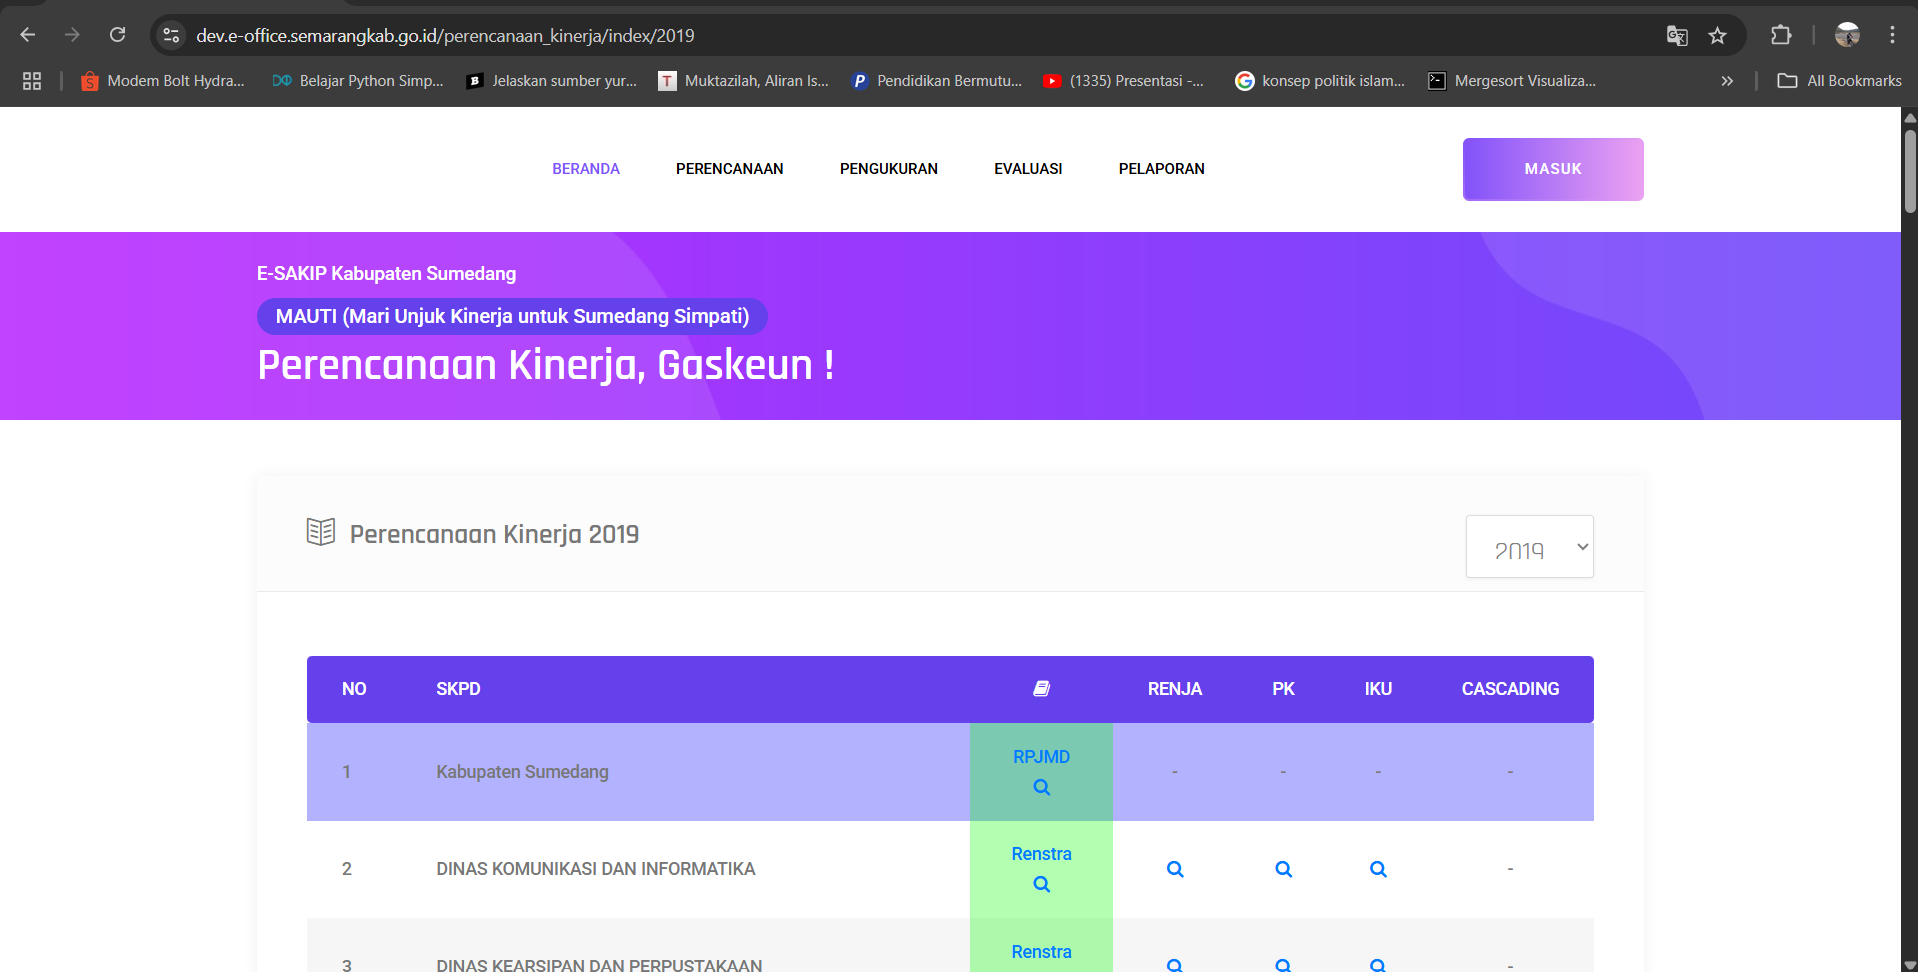 dev.e-office.semarangkab.go.id/perencanaan_kinerja/index/2019
Modem Bolt Hydra... Belajar Python Simp... Jelaskan sumber yur... Muktazilah, Aliran Is... Pendidikan Bermutu... (1335) Presentasi -... konsep politik islam... Mergesort Visualiza... » All Bookmarks
BERANDA PERENCANAAN PENGUKURAN EVALUASI PELAPORAN MASUK
E-SAKIP Kabupaten Sumedang
MAUTI (Mari Unjuk Kinerja untuk Sumedang Simpati)
Perencanaan Kinerja, Gaskeun !
Perencanaan Kinerja 2019 2019
NO SKPD RENJA PK IKU CASCADING
1 Kabupaten Sumedang RPJMD - - - -
2 DINAS KOMUNIKASI DAN INFORMATIKA Renstra -
3 DINAS KEARSIPAN DAN PERPUSTAKAAN Renstra -